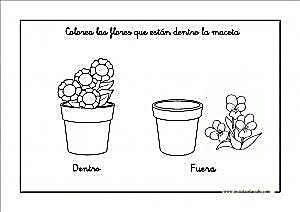 Colorea las flores que están dentro la maceta
Dentro
Fuera